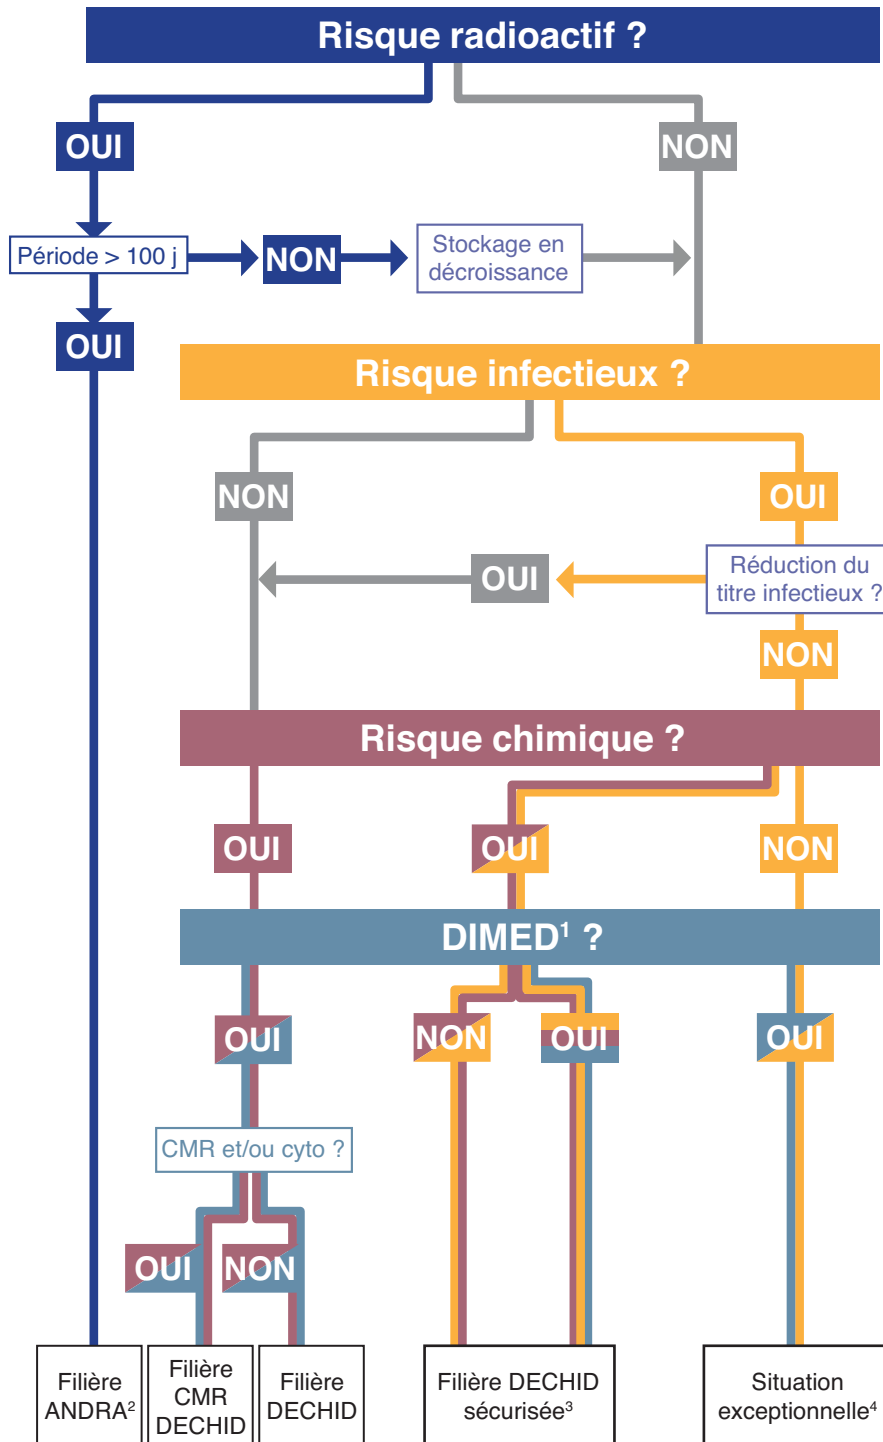 Risque radioactif ?
OUI
NON
Période > 100 j
NON
Stockage en
décroissance
OUI
Risque infectieux ?
NON
OUI
OUI
Réduction du
titre infectieux ?
NON
Risque chimique ?
OUI
OUI
NON
DIMED¹ ?
OUI
NON
OUI
OUI
CMR et/ou cyto ?
OUI
NON
Filière
ANDRA²
Filière
CMR
DECHID
Filière
DECHID
Filière DECHID
sécurisée³
Situation
exceptionnelle⁴